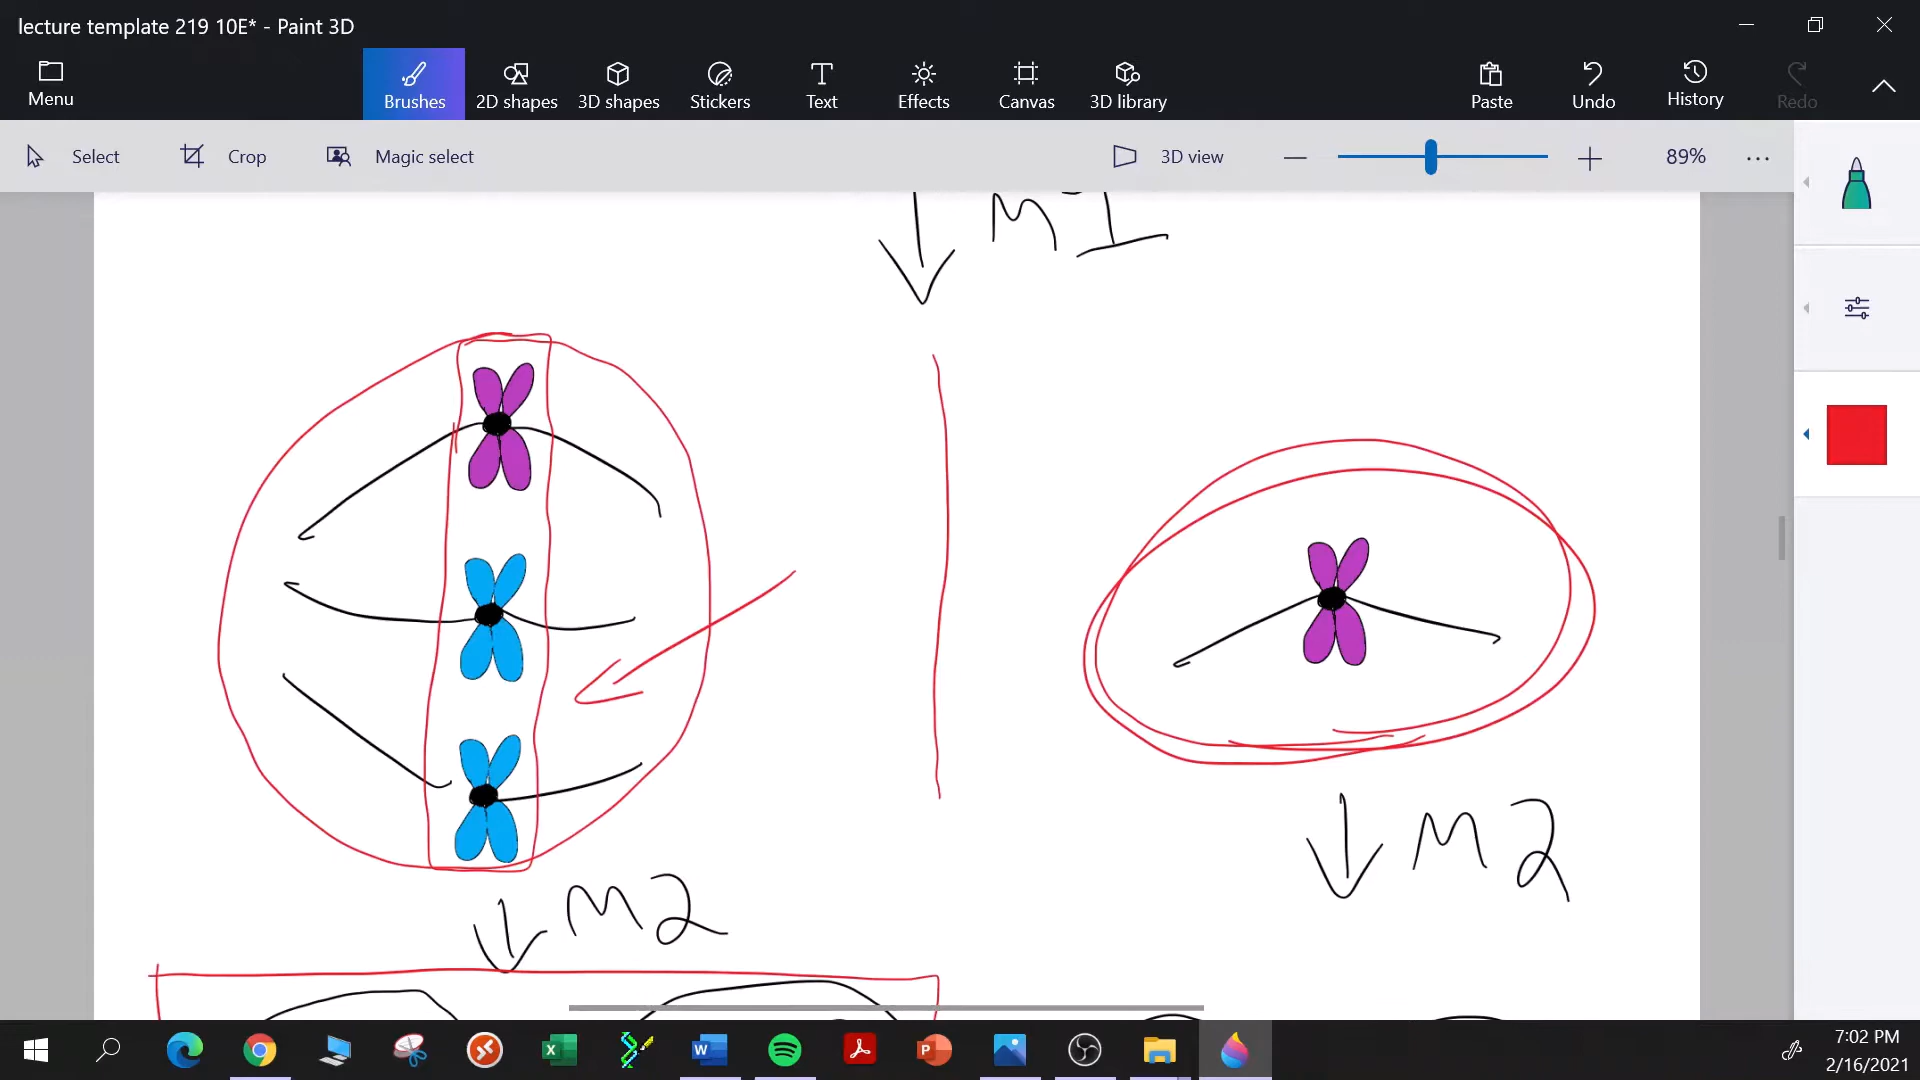 lecture template 219 10E* - Paint 3D
Menu
Brushes
2D shapes
3D shapes
Stickers
Text
Effects
Canvas
3D library
Paste
Undo
History
Redo
Select
Crop
Magic select
3D view
89%
M1
M2
M2
7:02 PM
2/16/2021